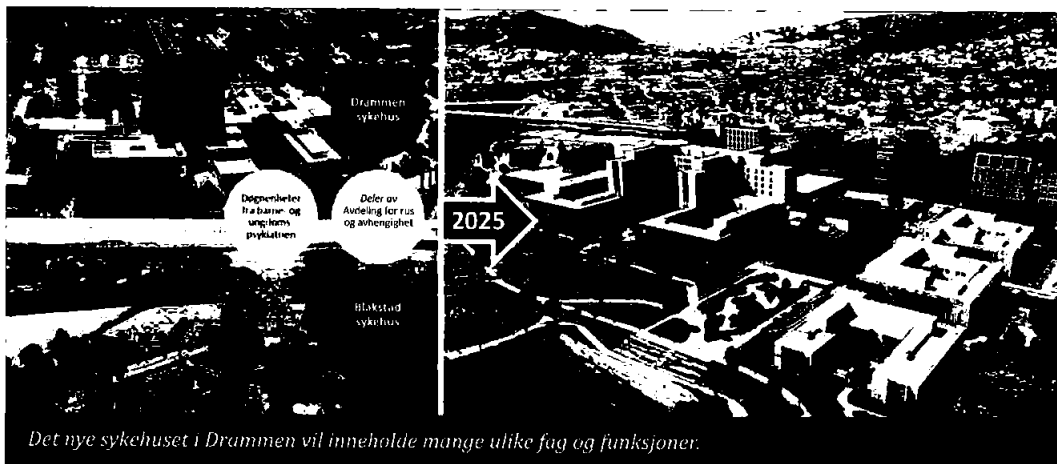 Drammen
sykehus
Døgnenheter
fra barne- og
ungdoms
psykiatrien
Deler av
Avdeling for rus
og avhengighet
2025
Blakstad
sykehus
Det nye sykehuset i Drammen vil inneholde mange ulike fag og funksjoner.